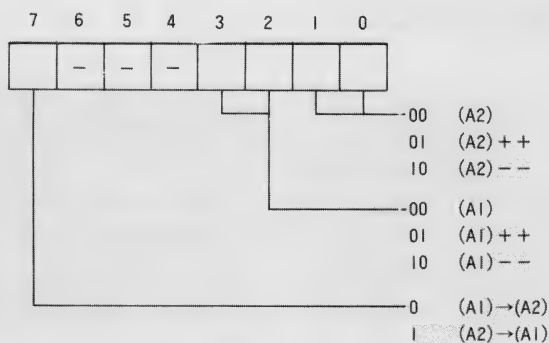 7 6 5 4 3 2 1 0
- - -
00 (A2)
01 (A2) + +
10 (A2) - -
00 (A1)
01 (A1) + +
10 (A1) - -
0 (A1)→(A2)
1 (A2)→(A1)